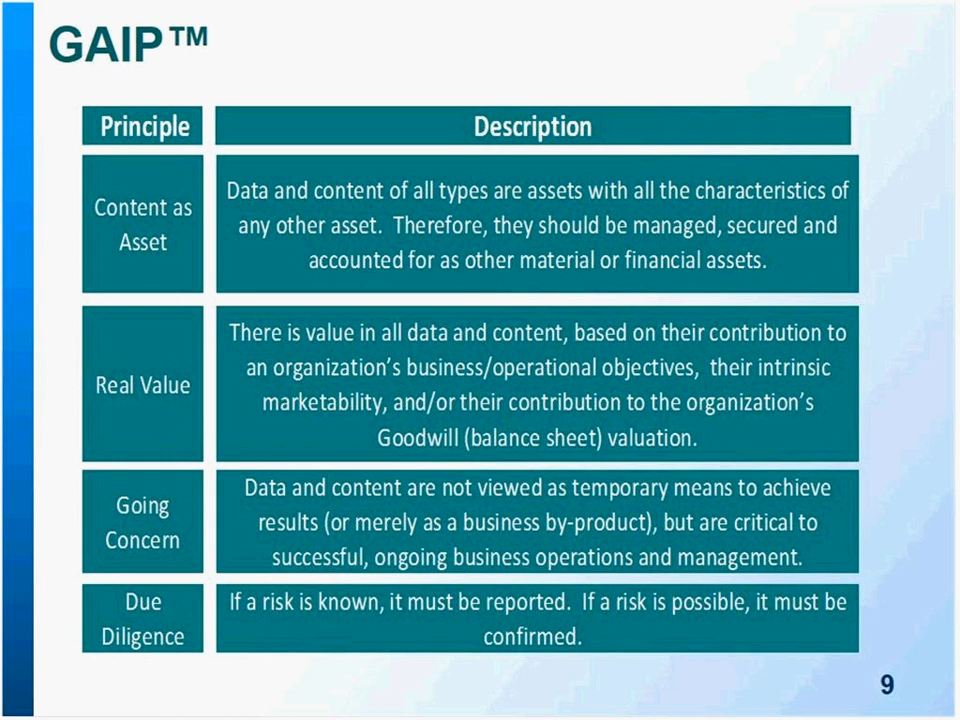 GAIP™
Principle
Description
Content as
Asset
Data and content of all types are assets with all the characteristics of
any other asset.  Therefore, they should be managed, secured and
accounted for as other material or financial assets.
Real Value
There is value in all data and content, based on their contribution to
an organization’s business/operational objectives,  their intrinsic
marketability, and/or their contribution to the organization’s
Goodwill (balance sheet) valuation.
Going
Concern
Data and content are not viewed as temporary means to achieve
results (or merely as a business by-product), but are critical to
successful, ongoing business operations and management.
Due
Diligence
If a risk is known, it must be reported.  If a risk is possible, it must be
confirmed.
9